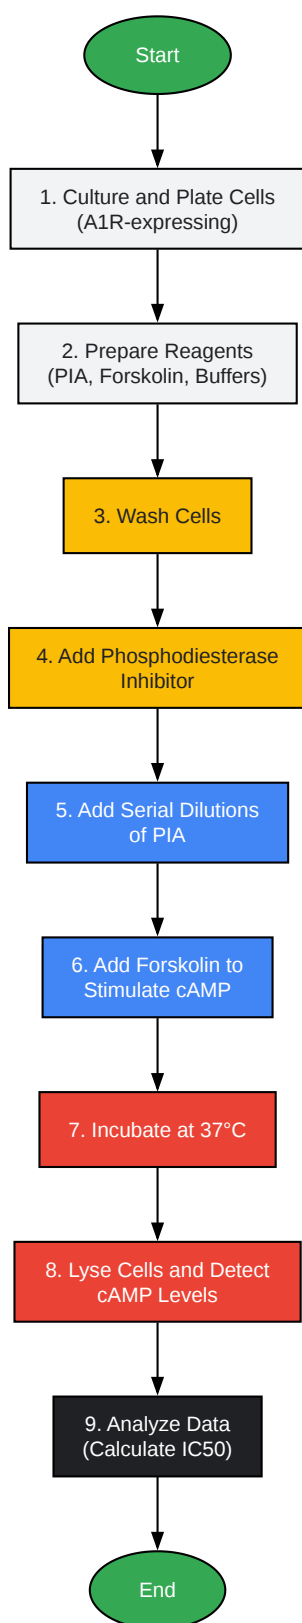 Start
1. Culture and Plate Cells
(A1R-expressing)
2. Prepare Reagents
(PIA, Forskolin, Buffers)
3. Wash Cells
4. Add Phosphodiesterase
Inhibitor
5. Add Serial Dilutions
of PIA
6. Add Forskolin to
Stimulate cAMP
7. Incubate at 37°C
8. Lyse Cells and Detect
cAMP Levels
9. Analyze Data
(Calculate IC50)
End